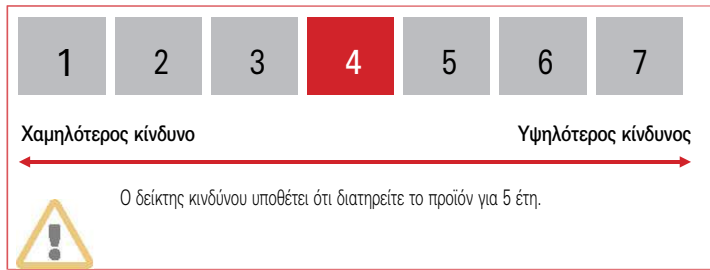 1 2 3 4 5 6 7
Χαμηλότερος κίνδυνο Υψηλότερος κίνδυνος
Ο δείκτης κινδύνου υποθέτει ότι διατηρείτε το προϊόν για 5 έτη.
!